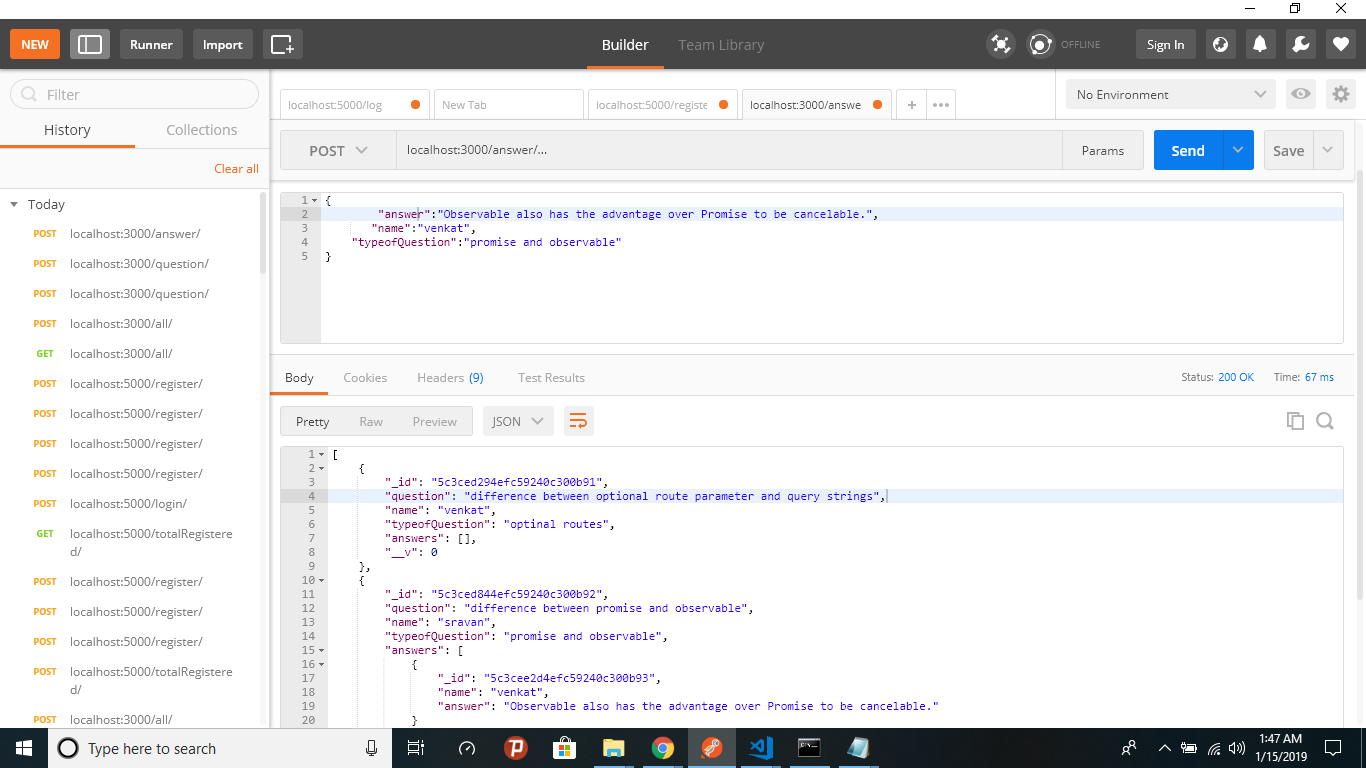 NEW
Runner
Import
Builder
Team Library
OFFLINE
Sign In
Filter
History
Collections
Clear all
Today
POST localhost:3000/answer/
POST localhost:3000/question/
POST localhost:3000/question/
POST localhost:3000/all/
GET localhost:3000/all/
POST localhost:5000/register/
POST localhost:5000/register/
POST localhost:5000/register/
POST localhost:5000/register/
POST localhost:5000/login/
GET localhost:5000/totalRegistere
d/
POST localhost:5000/register/
POST localhost:5000/register/
POST localhost:5000/register/
POST localhost:5000/totalRegistere
d/
POST localhost:3000/all/
localhost:5000/log
New Tab
localhost:5000/registe
localhost:3000/answe
+
•••
No Environment
POST
localhost:3000/answer/...
Params
Send
Save
1 {
2 "answer":"Observable also has the advantage over Promise to be cancelable.",
3 "name":"venkat",
4 "typeofQuestion":"promise and observable"
5 }
Body
Cookies
Headers (9)
Test Results
Status: 200 OK
Time: 67 ms
Pretty
Raw
Preview
JSON
1 [
2 {
3 "_id": "5c3ced294efc59240c300b91",
4 "question": "difference between optional route parameter and query strings",
5 "name": "venkat",
6 "typeofQuestion": "optinal routes",
7 "answers": [],
8 "__v": 0
9 },
10 {
11 "_id": "5c3ced844efc59240c300b92",
12 "question": "difference between promise and observable",
13 "name": "sravan",
14 "typeofQuestion": "promise and observable",
15 "answers": [
16 {
17 "_id": "5c3cee2d4efc59240c300b93",
18 "name": "venkat",
19 "answer": "Observable also has the advantage over Promise to be cancelable."
20 }
Type here to search
1:47 AM
1/15/2019